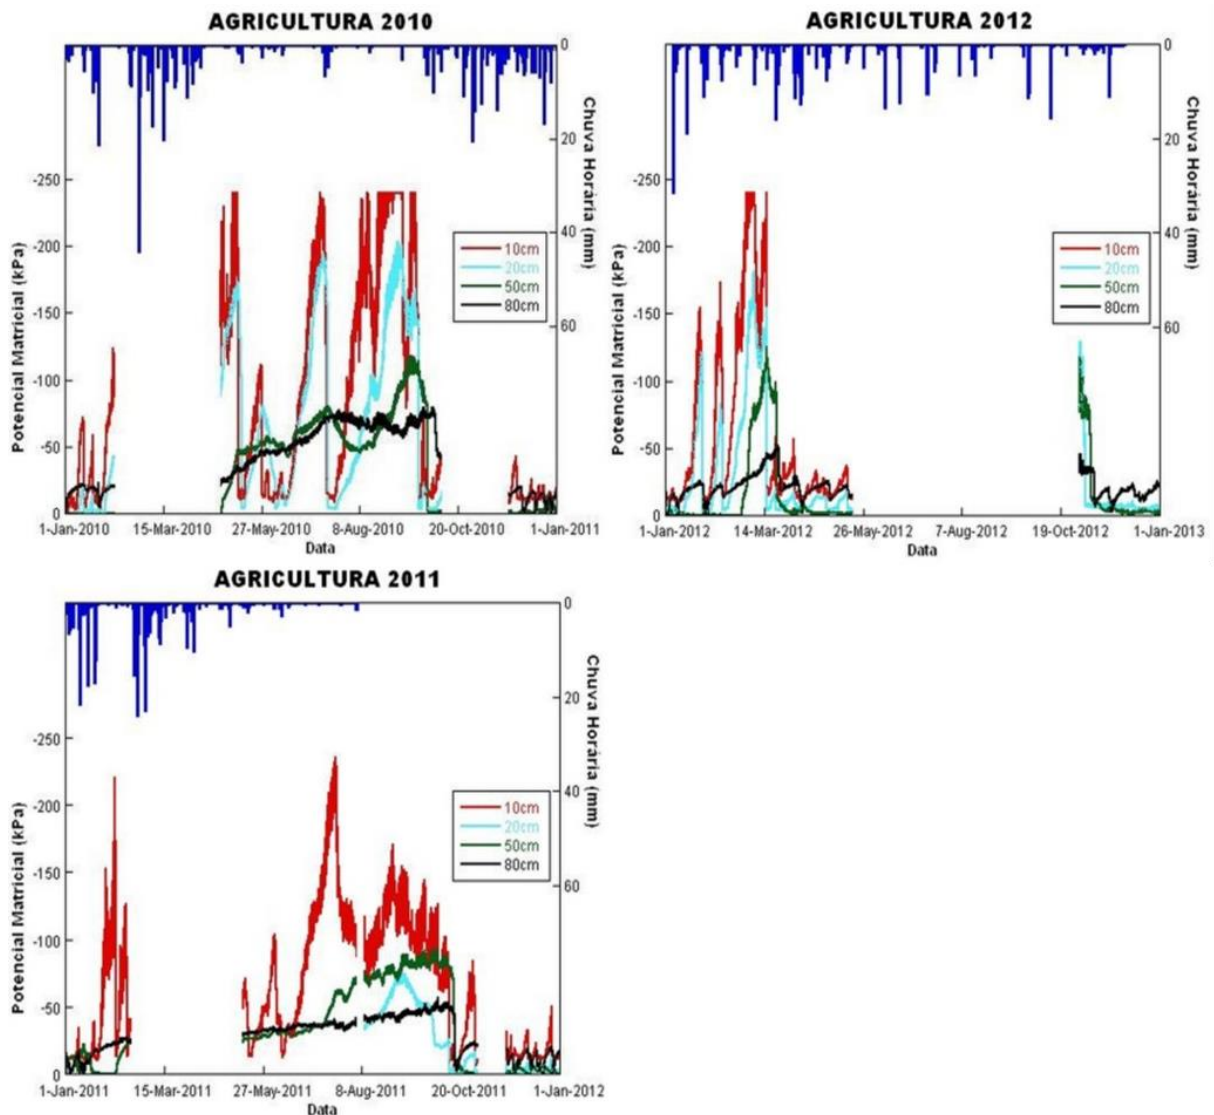 AGRICULTURA 2010
0
20
40
60
Chuva Horária (mm)
-250
-200
-150
-100
-50
0
Potencial Matricial (kPa)
10cm
20cm
50cm
80cm
1-Jan-2010 15-Mar-2010 27-May-2010 8-Aug-2010 20-Oct-2010 1-Jan-2011
Data
AGRICULTURA 2012
0
20
40
60
Chuva Horária (mm)
-250
-200
-150
-100
-50
0
Potencial Matricial (kPa)
10cm
20cm
50cm
80cm
1-Jan-2012 14-Mar-2012 26-May-2012 7-Aug-2012 19-Oct-2012 1-Jan-2013
Data
AGRICULTURA 2011
0
20
40
60
Chuva Horária (mm)
-250
-200
-150
-100
-50
0
Potencial Matricial (kPa)
10cm
20cm
50cm
80cm
1-Jan-2011 15-Mar-2011 27-May-2011 8-Aug-2011 20-Oct-2011 1-Jan-2012
Data